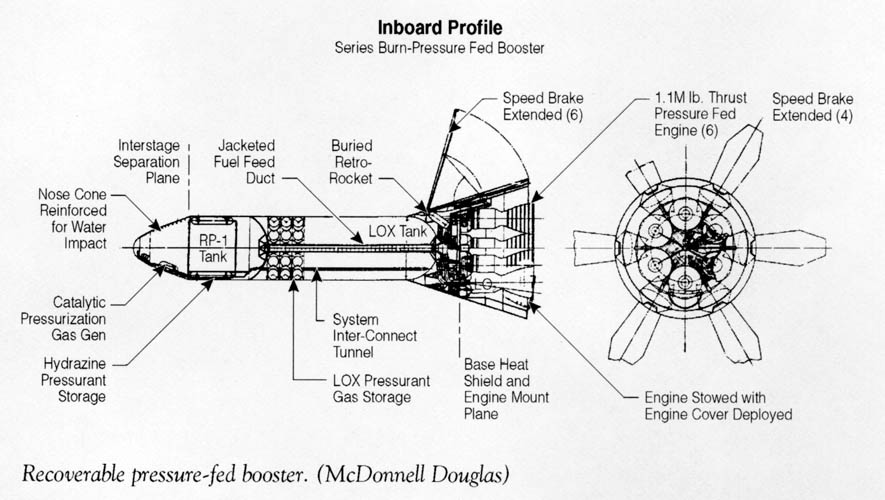 Inboard Profile
Series Burn-Pressure Fed Booster
Speed Brake
Extended (6)
1.1M lb. Thrust
Pressure Fed
Engine (6)
Speed Brake
Extended (4)
Interstage
Separation
Plane
Jacketed
Fuel Feed
Duct
Buried
Retro-
Rocket
Nose Cone
Reinforced
for Water
Impact
RP-1
Tank
LOX Tank
Catalytic
Pressurization
Gas Gen
Hydrazine
Pressurant
Storage
System
Inter-Connect
Tunnel
LOX Pressurant
Gas Storage
Base Heat
Shield and
Engine Mount
Plane
Engine Stowed with
Engine Cover Deployed
Recoverable pressure-fed booster. (McDonnell Douglas)